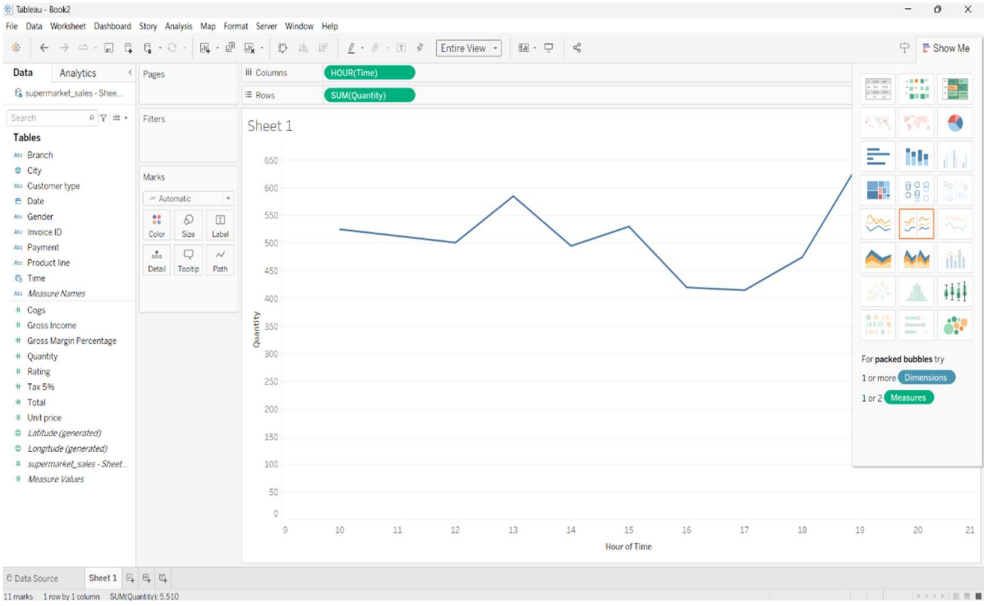 Tableau - Book2
File Data Worksheet Dashboard Story Analysis Map Format Server Window Help
Entire View
Show Me
Data Analytics
supermarket_sales - Shee...
Search
Tables
Abc Branch
City
Abc Customer type
Date
Abc Gender
Abc Invoice ID
Abc Payment
Abc Product line
Time
Abc Measure Names
# Cogs
# Gross Income
# Gross Margin Percentage
# Quantity
# Rating
# Tax 5%
# Total
# Unit price
Latitude (generated)
Longitude (generated)
# supermarket_sales - Sheet...
# Measure Values
Pages
Filters
Marks
Automatic
Color Size Label
Detail Tooltip Path
Columns HOUR(Time)
Rows SUM(Quantity)
Sheet 1
650
600
550
500
450
400
350
300
250
200
150
100
50
0
Quantity
9 10 11 12 13 14 15 16 17 18 19 20 21
Hour of Time
For packed bubbles try
1 or more Dimensions
1 or 2 Measures
Data Source Sheet 1
11 marks 1 row by 1 column SUM(Quantity): 5.510